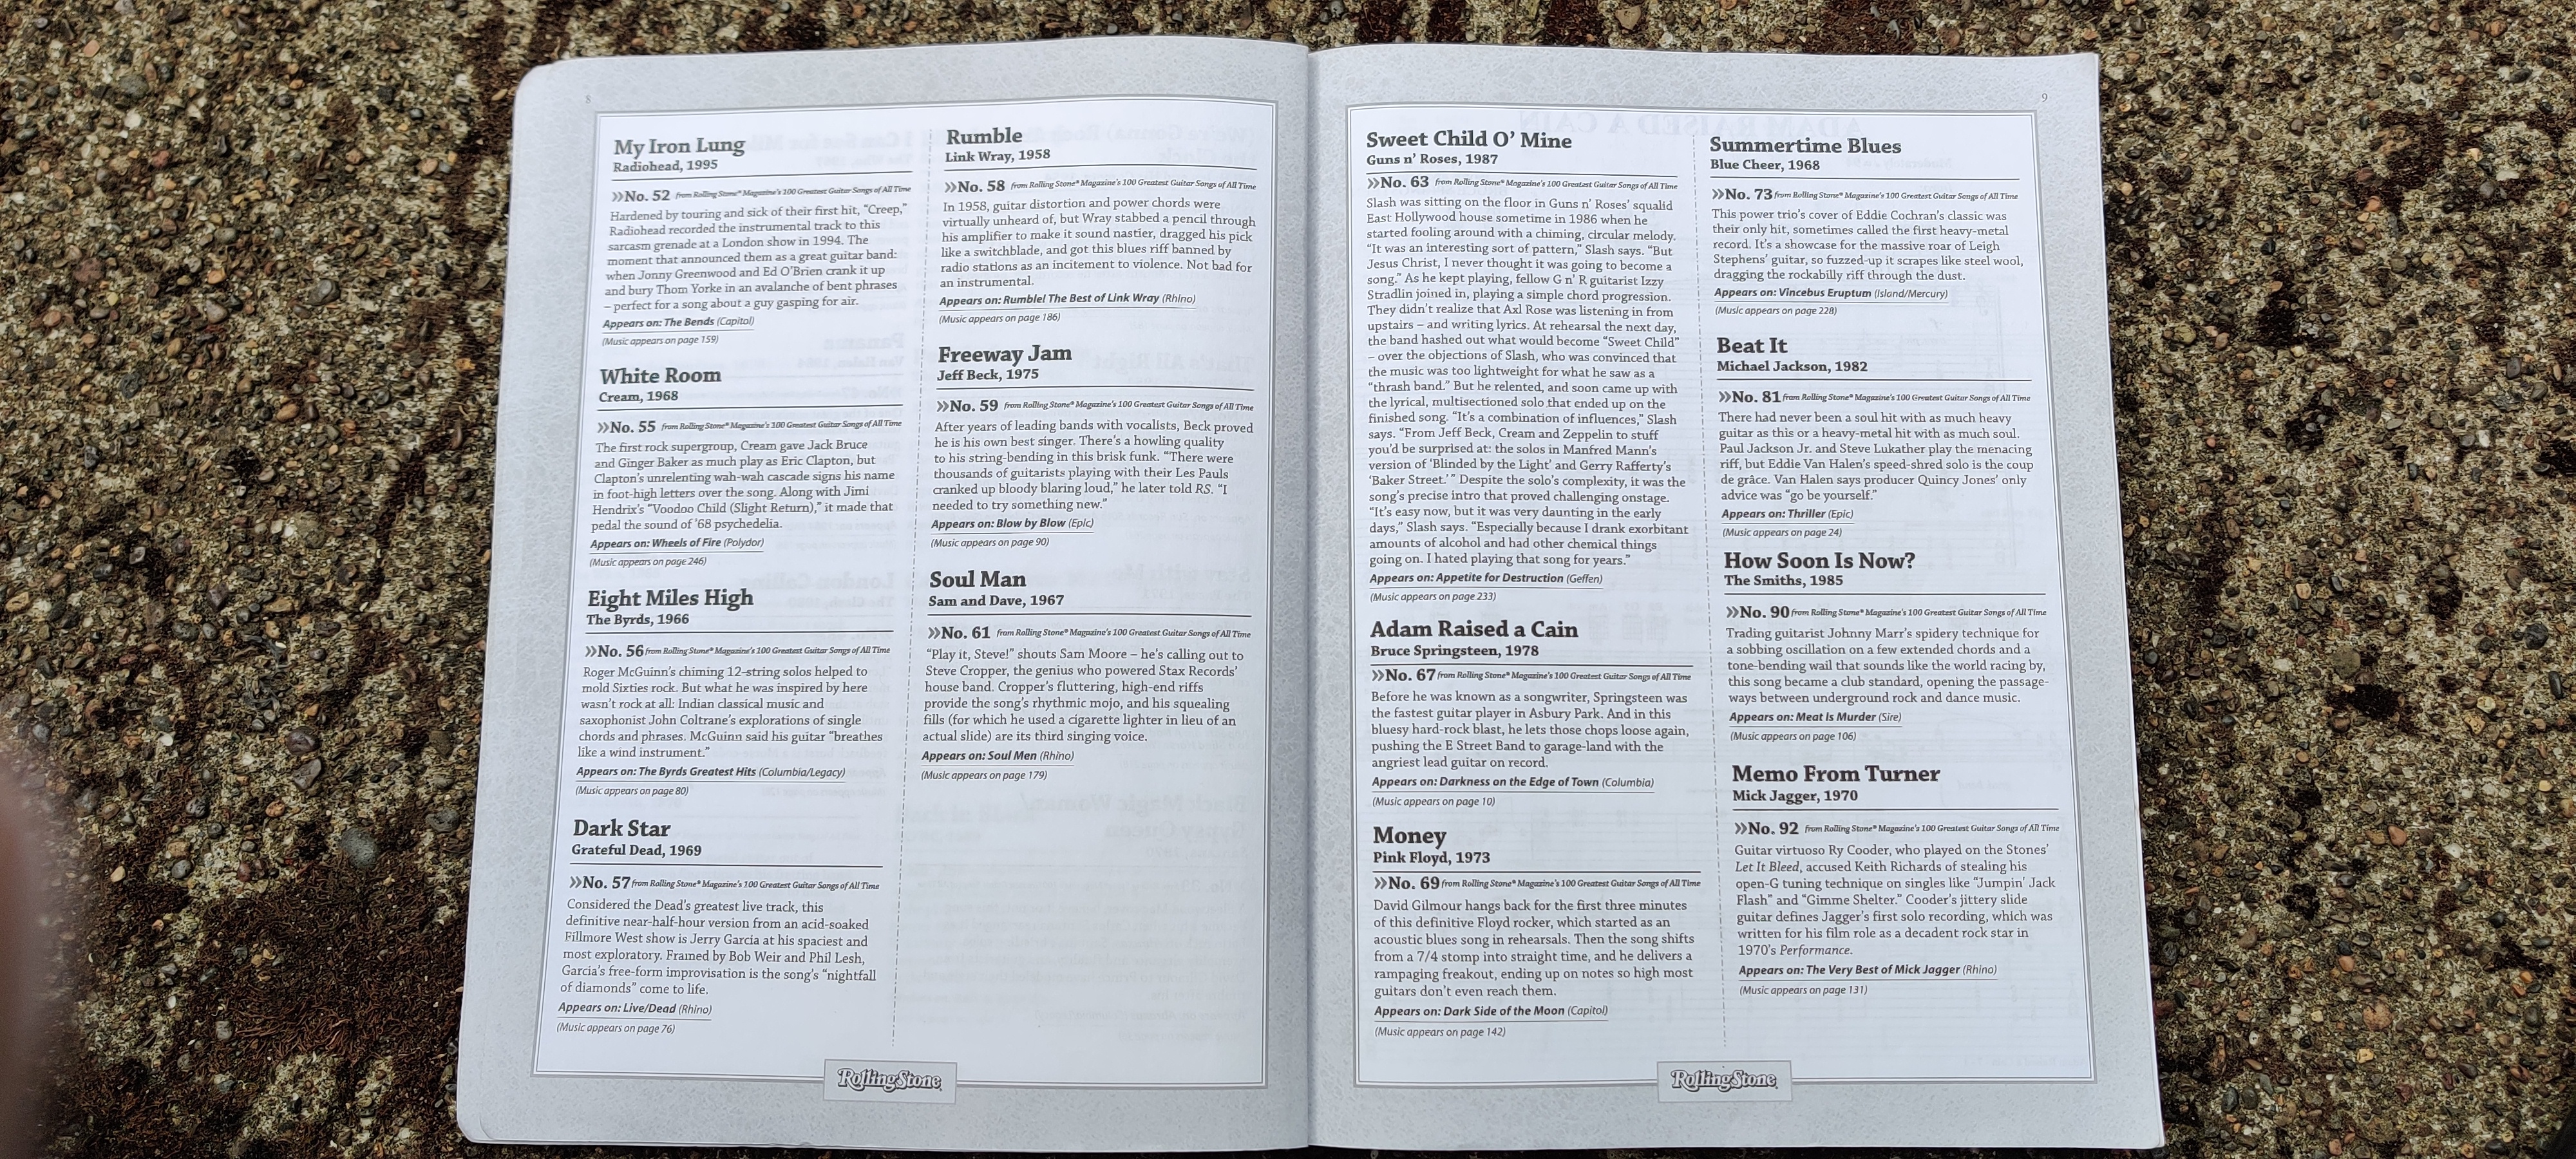 8
My Iron Lung
Radiohead, 1995
»No. 52 from Rolling Stone® Magazine's 100 Greatest Guitar Songs of All Time
Hardened by touring and sick of their first hit, "Creep,"
Radiohead recorded the instrumental track to this
sarcasm grenade at a London show in 1994. The
moment that announced them as a great guitar band:
when Jonny Greenwood and Ed O'Brien crank it up
and bury Thom Yorke in an avalanche of bent phrases
– perfect for a song about a guy gasping for air.
Appears on: The Bends (Capitol)
(Music appears on page 159)
White Room
Cream, 1968
»No. 55 from Rolling Stone® Magazine's 100 Greatest Guitar Songs of All Time
The first rock supergroup, Cream gave Jack Bruce
and Ginger Baker as much play as Eric Clapton, but
Clapton's unrelenting wah-wah cascade signs his name
in foot-high letters over the song. Along with Jimi
Hendrix's "Voodoo Child (Slight Return)," it made that
pedal the sound of '68 psychedelia.
Appears on: Wheels of Fire (Polydor)
(Music appears on page 246)
Eight Miles High
The Byrds, 1966
»No. 56 from Rolling Stone® Magazine's 100 Greatest Guitar Songs of All Time
Roger McGuinn's chiming 12-string solos helped to
mold Sixties rock. But what he was inspired by here
wasn't rock at all: Indian classical music and
saxophonist John Coltrane's explorations of single
chords and phrases. McGuinn said his guitar "breathes
like a wind instrument."
Appears on: The Byrds Greatest Hits (Columbia/Legacy)
(Music appears on page 80)
Dark Star
Grateful Dead, 1969
»No. 57 from Rolling Stone® Magazine's 100 Greatest Guitar Songs of All Time
Considered the Dead's greatest live track, this
definitive near-half-hour version from an acid-soaked
Fillmore West show is Jerry Garcia at his spaciest and
most exploratory. Framed by Bob Weir and Phil Lesh,
Garcia's free-form improvisation is the song's "nightfall
of diamonds" come to life.
Appears on: Live/Dead (Rhino)
(Music appears on page 76)
Rumble
Link Wray, 1958
»No. 58 from Rolling Stone® Magazine's 100 Greatest Guitar Songs of All Time
In 1958, guitar distortion and power chords were
virtually unheard of, but Wray stabbed a pencil through
his amplifier to make it sound nastier, dragged his pick
like a switchblade, and got this blues riff banned by
radio stations as an incitement to violence. Not bad for
an instrumental.
Appears on: Rumble! The Best of Link Wray (Rhino)
(Music appears on page 186)
Freeway Jam
Jeff Beck, 1975
»No. 59 from Rolling Stone® Magazine's 100 Greatest Guitar Songs of All Time
After years of leading bands with vocalists, Beck proved
he is his own best singer. There's a howling quality
to his string-bending in this brisk funk. "There were
thousands of guitarists playing with their Les Pauls
cranked up bloody blaring loud," he later told RS. "I
needed to try something new."
Appears on: Blow by Blow (Epic)
(Music appears on page 90)
Soul Man
Sam and Dave, 1967
»No. 61 from Rolling Stone® Magazine's 100 Greatest Guitar Songs of All Time
"Play it, Steve!" shouts Sam Moore – he's calling out to
Steve Cropper, the genius who powered Stax Records'
house band. Cropper's fluttering, high-end riffs
provide the song's rhythmic mojo, and his squealing
fills (for which he used a cigarette lighter in lieu of an
actual slide) are its third singing voice.
Appears on: Soul Men (Rhino)
(Music appears on page 179)
RollingStone
9
Sweet Child O' Mine
Guns n' Roses, 1987
»No. 63 from Rolling Stone® Magazine's 100 Greatest Guitar Songs of All Time
Slash was sitting on the floor in Guns n' Roses' squalid
East Hollywood house sometime in 1986 when he
started fooling around with a chiming, circular melody.
"It was an interesting sort of pattern," Slash says. "But
Jesus Christ, I never thought it was going to become a
song." As he kept playing, fellow G n' R guitarist Izzy
Stradlin joined in, playing a simple chord progression.
They didn't realize that Axl Rose was listening in from
upstairs – and writing lyrics. At rehearsal the next day,
the band hashed out what would become "Sweet Child"
– over the objections of Slash, who was convinced that
the music was too lightweight for what he saw as a
"thrash band." But he relented, and soon came up with
the lyrical, multisectioned solo that ended up on the
finished song. "It's a combination of influences," Slash
says. "From Jeff Beck, Cream and Zeppelin to stuff
you'd be surprised at: the solos in Manfred Mann's
version of 'Blinded by the Light' and Gerry Rafferty's
'Baker Street.'" Despite the solo's complexity, it was the
song's precise intro that proved challenging onstage.
"It's easy now, but it was very daunting in the early
days," Slash says. "Especially because I drank exorbitant
amounts of alcohol and had other chemical things
going on. I hated playing that song for years."
Appears on: Appetite for Destruction (Geffen)
(Music appears on page 233)
Adam Raised a Cain
Bruce Springsteen, 1978
»No. 67 from Rolling Stone® Magazine's 100 Greatest Guitar Songs of All Time
Before he was known as a songwriter, Springsteen was
the fastest guitar player in Asbury Park. And in this
bluesy hard-rock blast, he lets those chops loose again,
pushing the E Street Band to garage-land with the
angriest lead guitar on record.
Appears on: Darkness on the Edge of Town (Columbia)
(Music appears on page 10)
Money
Pink Floyd, 1973
»No. 69 from Rolling Stone® Magazine's 100 Greatest Guitar Songs of All Time
David Gilmour hangs back for the first three minutes
of this definitive Floyd rocker, which started as an
acoustic blues song in rehearsals. Then the song shifts
from a 7/4 stomp into straight time, and he delivers a
rampaging freakout, ending up on notes so high most
guitars don't even reach them.
Appears on: Dark Side of the Moon (Capitol)
(Music appears on page 142)
Summertime Blues
Blue Cheer, 1968
»No. 73 from Rolling Stone® Magazine's 100 Greatest Guitar Songs of All Time
This power trio's cover of Eddie Cochran's classic was
their only hit, sometimes called the first heavy-metal
record. It's a showcase for the massive roar of Leigh
Stephens' guitar, so fuzzed-up it scrapes like steel wool,
dragging the rockabilly riff through the dust.
Appears on: Vincebus Eruptum (Island/Mercury)
(Music appears on page 228)
Beat It
Michael Jackson, 1982
»No. 81 from Rolling Stone® Magazine's 100 Greatest Guitar Songs of All Time
There had never been a soul hit with as much heavy
guitar as this or a heavy-metal hit with as much soul.
Paul Jackson Jr. and Steve Lukather play the menacing
riff, but Eddie Van Halen's speed-shred solo is the coup
de grâce. Van Halen says producer Quincy Jones' only
advice was "go be yourself."
Appears on: Thriller (Epic)
(Music appears on page 24)
How Soon Is Now?
The Smiths, 1985
»No. 90 from Rolling Stone® Magazine's 100 Greatest Guitar Songs of All Time
Trading guitarist Johnny Marr's spidery technique for
a sobbing oscillation on a few extended chords and a
tone-bending wall that sounds like the world racing by,
this song became a club standard, opening the passage-
ways between underground rock and dance music.
Appears on: Meat Is Murder (Sire)
(Music appears on page 106)
Memo From Turner
Mick Jagger, 1970
»No. 92 from Rolling Stone® Magazine's 100 Greatest Guitar Songs of All Time
Guitar virtuoso Ry Cooder, who played on the Stones'
Let It Bleed, accused Keith Richards of stealing his
open-G tuning technique on singles like "Jumpin' Jack
Flash" and "Gimme Shelter." Cooder's jittery slide
guitar defines Jagger's first solo recording, which was
written for his film role as a decadent rock star in
1970's Performance.
Appears on: The Very Best of Mick Jagger (Rhino)
(Music appears on page 131)
RollingStone